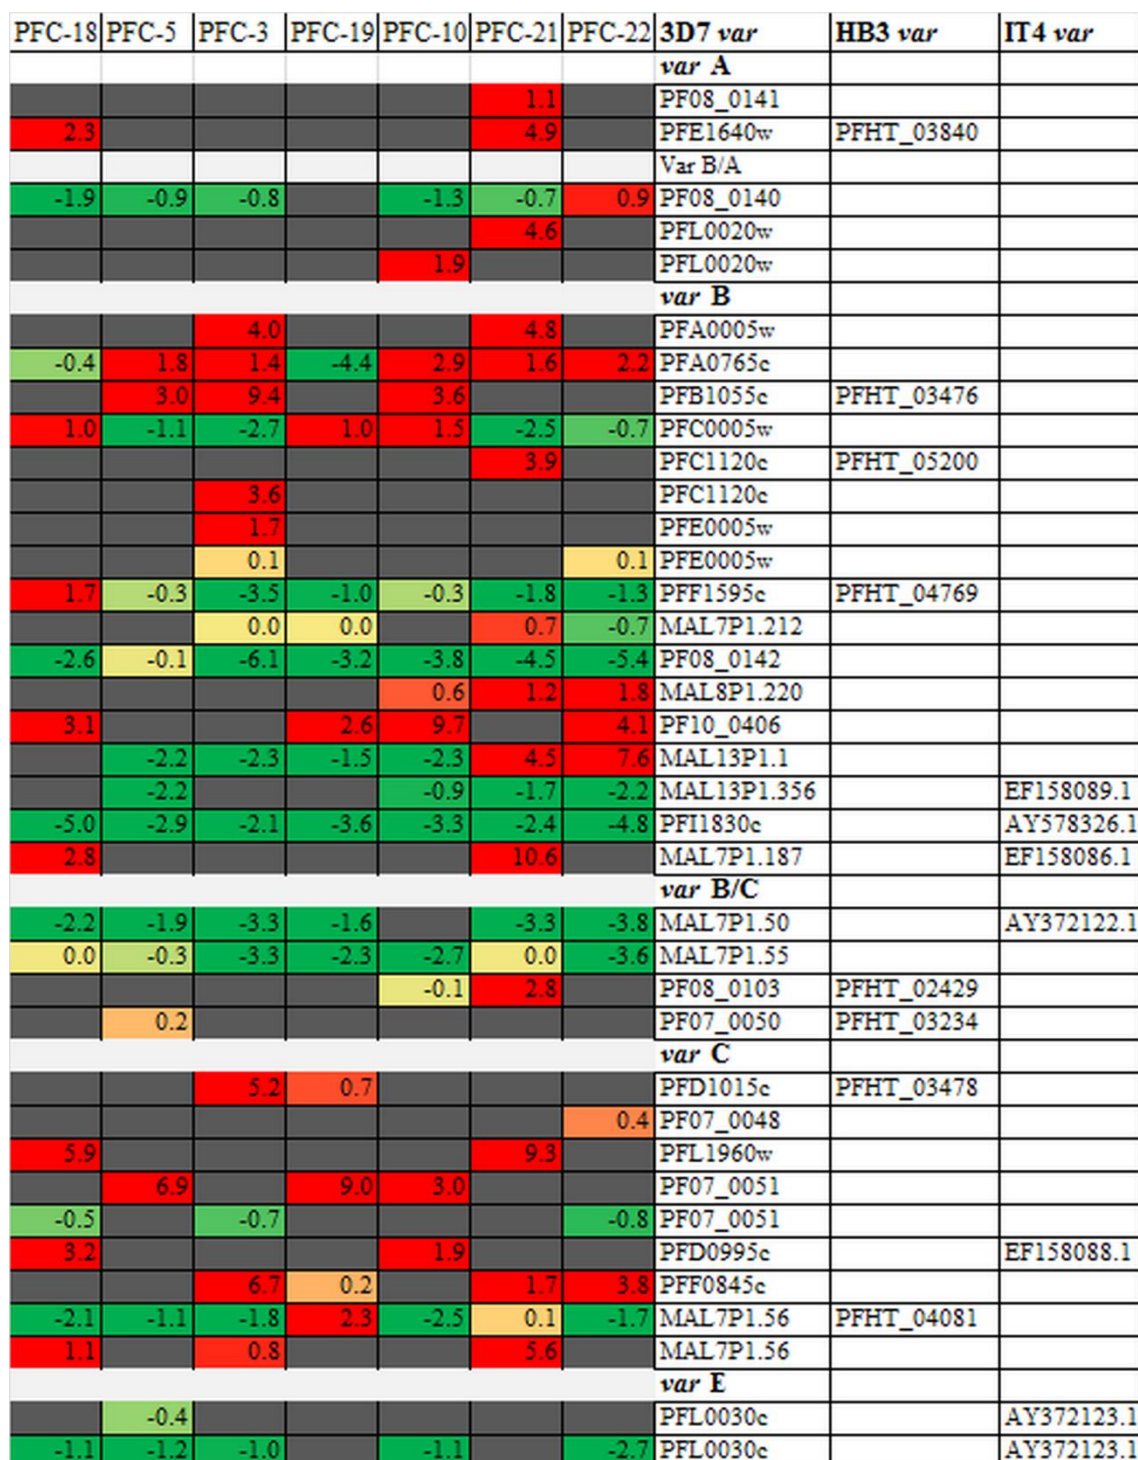 PFC-18 PFC-5 PFC-3 PFC-19 PFC-10 PFC-21 PFC-22 3D7 var HB3 var IT4 var
var A
1.1 PF08_0141
2.3 4.9 PFE1640w PFHT_03840
Var B/A
-1.9 -0.9 -0.8 -1.3 -0.7 0.9 PF08_0140
4.6 PFL0020w
1.9 PFL0020w
var B
4.0 4.8 PFA0005w
-0.4 1.8 1.4 -4.4 2.9 1.6 2.2 PFA0765c
3.0 9.4 3.6 PFB1055c PFHT_03476
1.0 -1.1 -2.7 1.0 1.5 -2.5 -0.7 PFC0005w
3.9 PFC1120c PFHT_05200
3.6 PFC1120c
1.7 PFE0005w
0.1 0.1 PFE0005w
1.7 -0.3 -3.5 -1.0 -0.3 -1.8 -1.3 PFF1595c PFHT_04769
0.0 0.0 0.7 -0.7 MAL7P1.212
-2.6 -0.1 -6.1 -3.2 -3.8 -4.5 -5.4 PF08_0142
0.6 1.2 1.8 MAL8P1.220
3.1 2.6 9.7 4.1 PF10_0406
-2.2 -2.3 -1.5 -2.3 4.5 7.6 MAL13P1.1
-2.2 -0.9 -1.7 -2.2 MAL13P1.356 EF158089.1
-5.0 -2.9 -2.1 -3.6 -3.3 -2.4 -4.8 PFI1830c AY578326.1
2.8 10.6 MAL7P1.187 EF158086.1
var B/C
-2.2 -1.9 -3.3 -1.6 -3.3 -3.8 MAL7P1.50 AY372122.1
0.0 -0.3 -3.3 -2.3 -2.7 0.0 -3.6 MAL7P1.55
-0.1 2.8 PF08_0103 PFHT_02429
0.2 PF07_0050 PFHT_03234
var C
5.2 0.7 PFD1015c PFHT_03478
0.4 PF07_0048
5.9 9.3 PFL1960w
6.9 9.0 3.0 PF07_0051
-0.5 -0.7 -0.8 PF07_0051
3.2 1.9 PFD0995c EF158088.1
6.7 0.2 1.7 3.8 PFF0845c
-2.1 -1.1 -1.8 2.3 -2.5 0.1 -1.7 MAL7P1.56 PFHT_04081
1.1 0.8 5.6 MAL7P1.56
var E
-0.4 PFL0030c AY372123.1
-1.1 -1.2 -1.0 -1.1 -2.7 PFL0030c AY372123.1